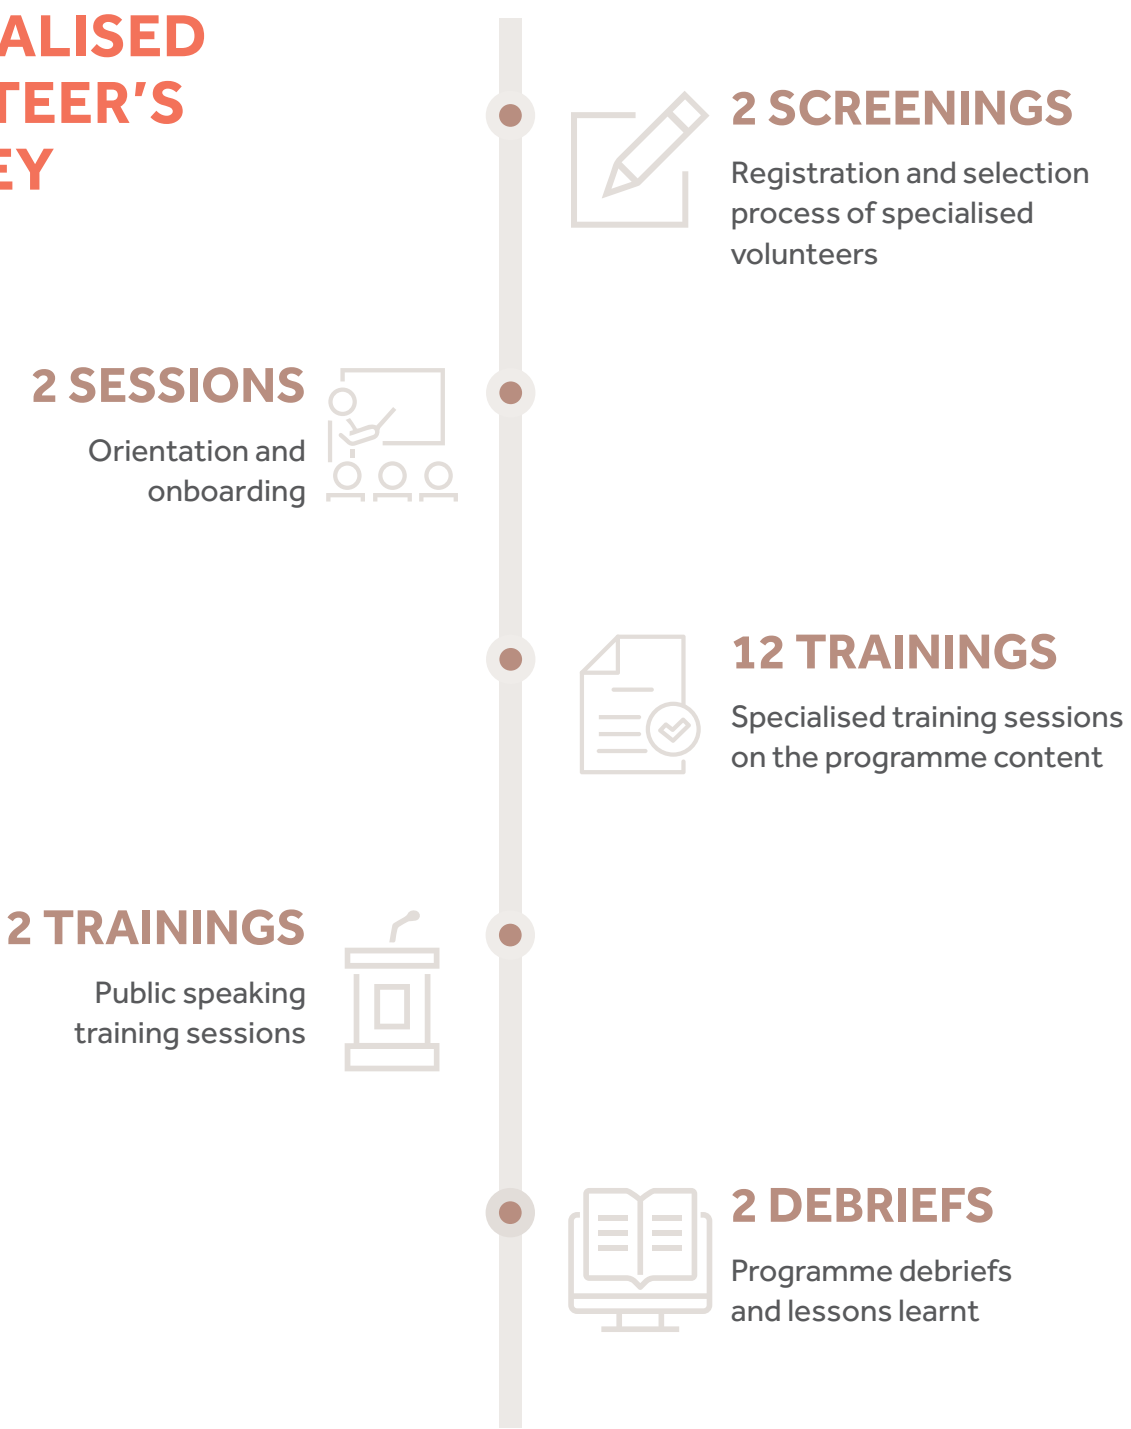 ALISED
TEER'S
EY
2 SCREENINGS
Registration and selection
process of specialised
volunteers
2 SESSIONS
Orientation and
onboarding
12 TRAININGS
Specialised training sessions
on the programme content
2 TRAININGS
Public speaking
training sessions
2 DEBRIEFS
Programme debriefs
and lessons learnt